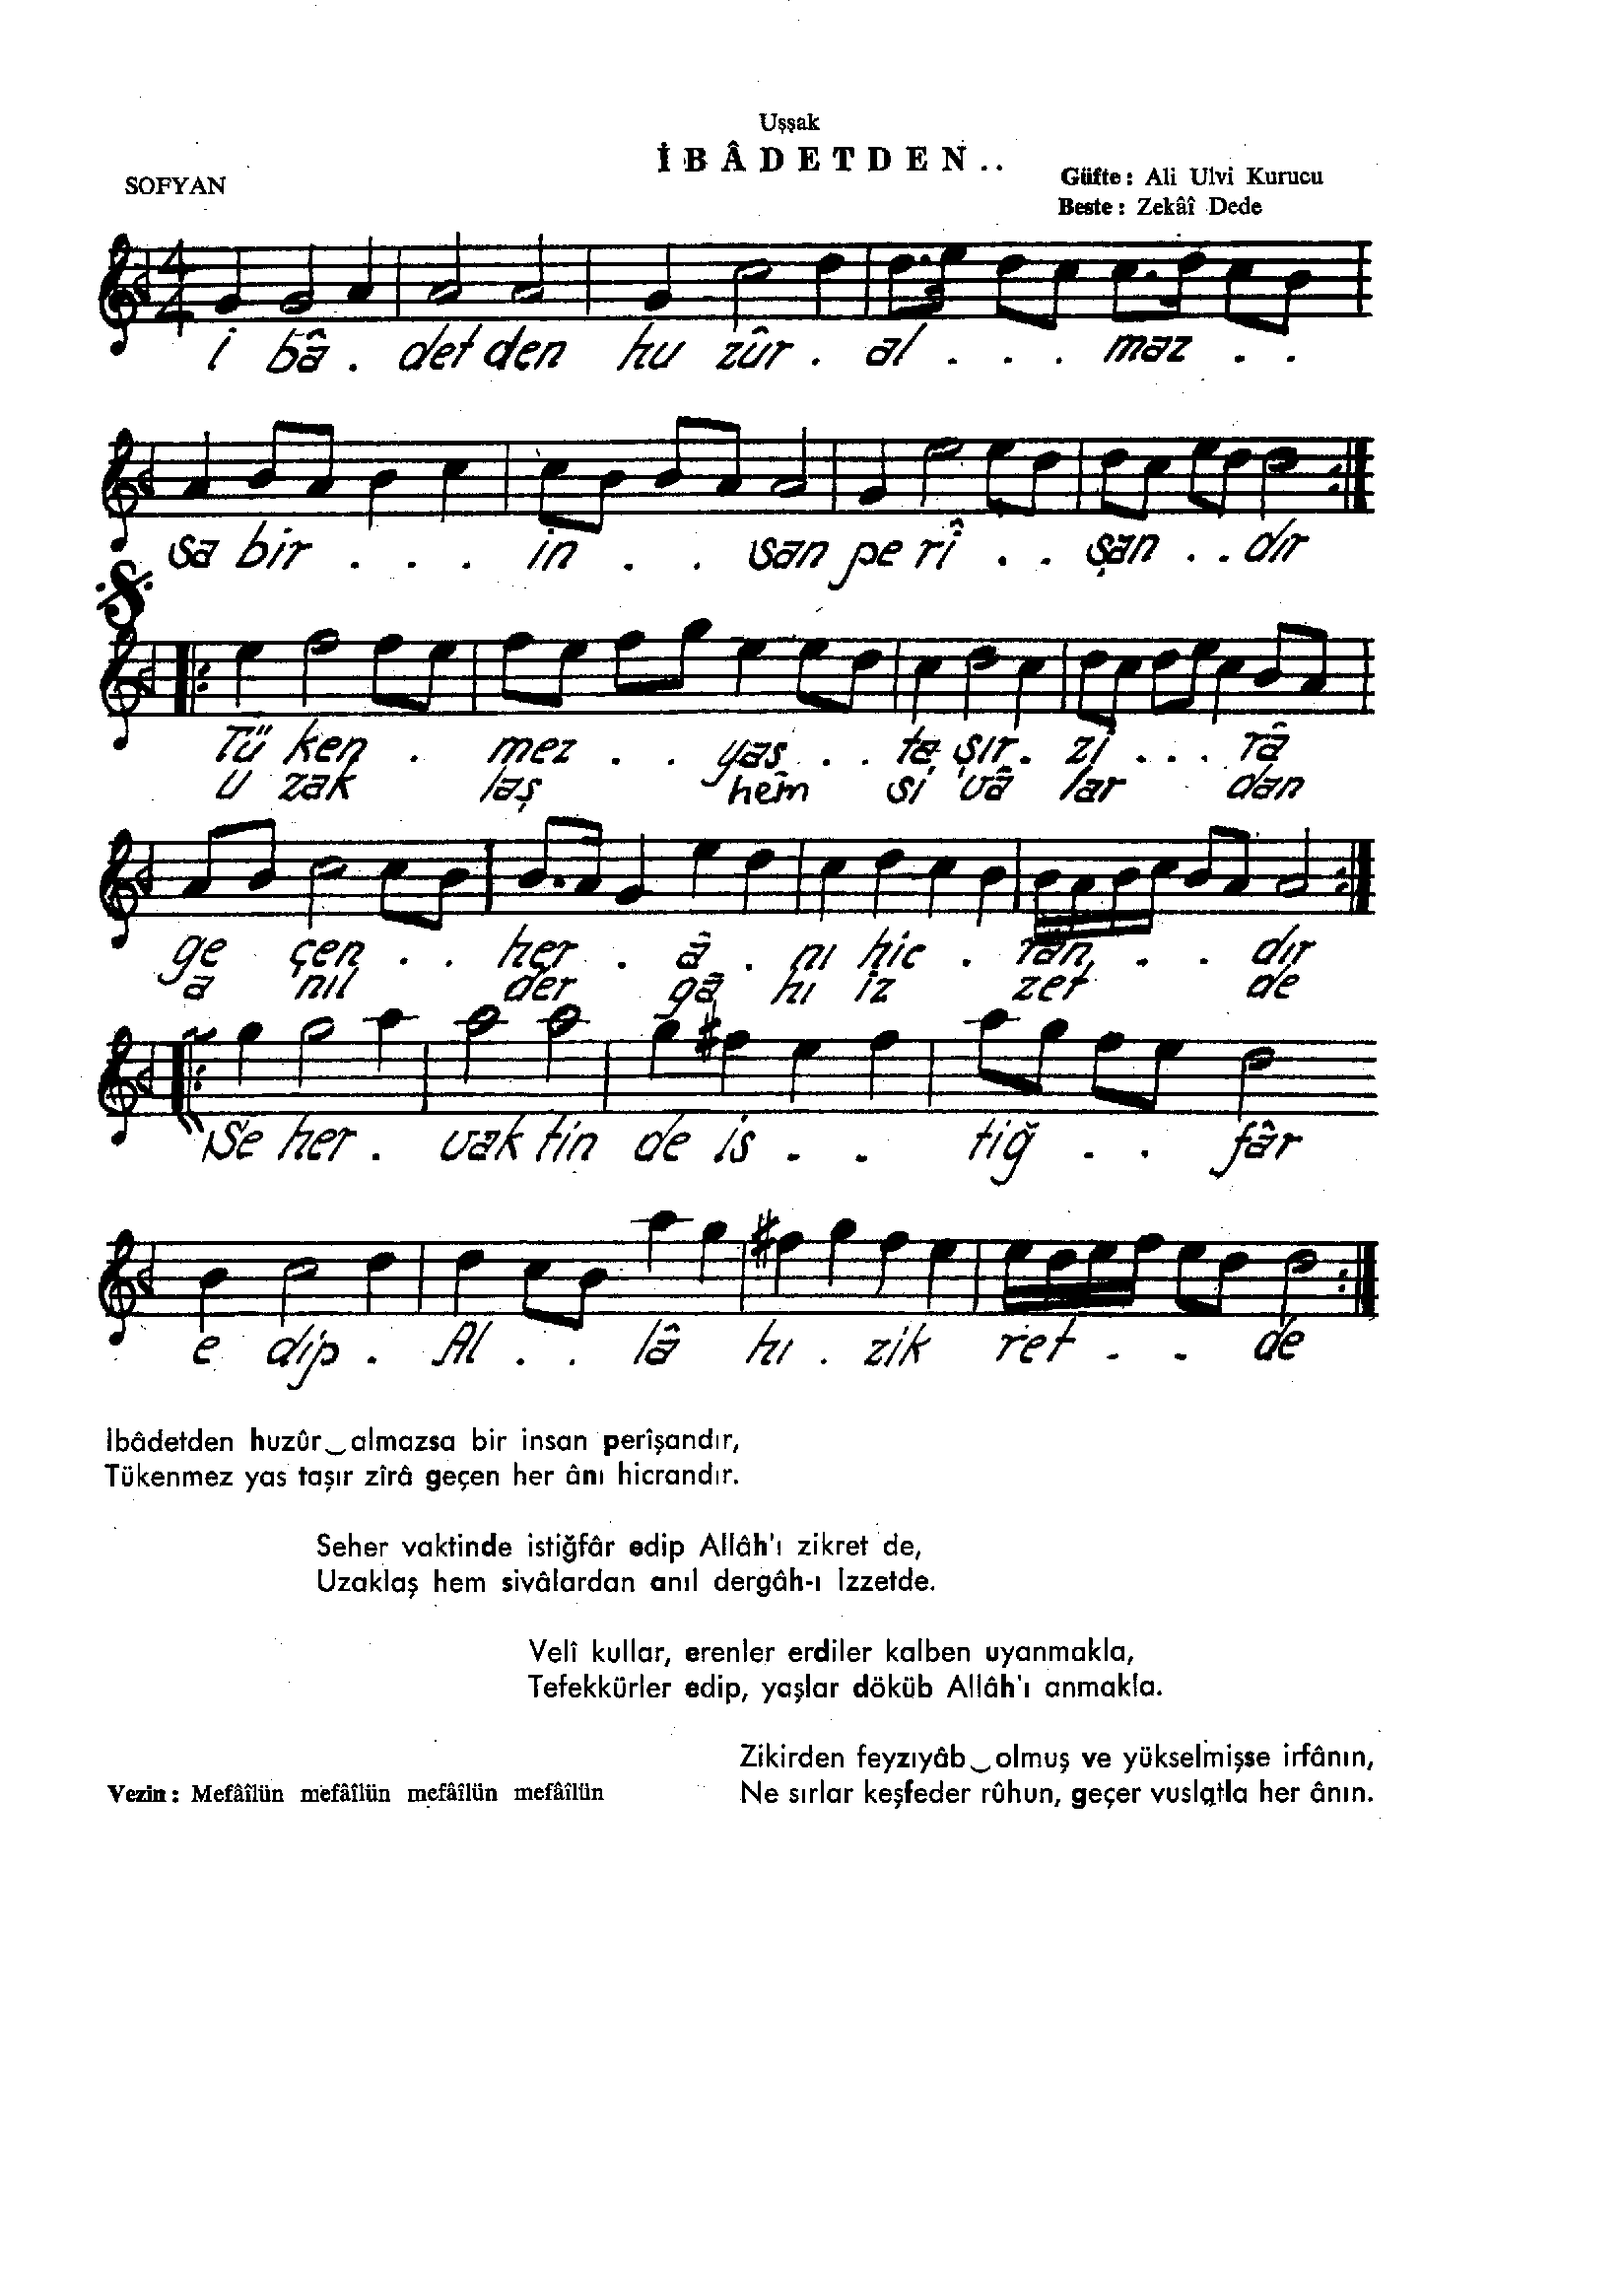 Uşşak
İBÂDETDEN..
SOFYAN
Güfte : Ali Ulvi Kurucu
Beste : Zekâî Dede
4
4
i bâ . det den hu zûr . al . . . maz . .
sa bir . . . in . . san pe rî . . şan . . dır
Tü ken . mez . . yas . . ta şır . zî . . . râ
u zak laş hem si vâ lar dan
ge çen . . her . â . nı hic . ran . . dır
a nıl der gâ hı iz zet de
Se her . vak tin de is . . tiğ . . fâr
e dip . Al . . lâ hı . zik ret . . de
İbâdetden huzûr‿almazsa bir insan perîşandır,
Tükenmez yas taşır zîrâ geçen her ânı hicrandır.
Seher vaktinde istiğfâr edip Allâh'ı zikret de,
Uzaklaş hem sivâlardan anıl dergâh-ı İzzetde.
Velî kullar, erenler erdiler kalben uyanmakla,
Tefekkürler edip, yaşlar döküb Allâh'ı anmakla.
Zikirden feyzıyâb‿olmuş ve yükselmişse irfânın,
Ne sırlar keşfeder rûhun, geçer vuslatla her ânın.
Vezin : Mefâîlün mefâîlün mefâîlün mefâîlün